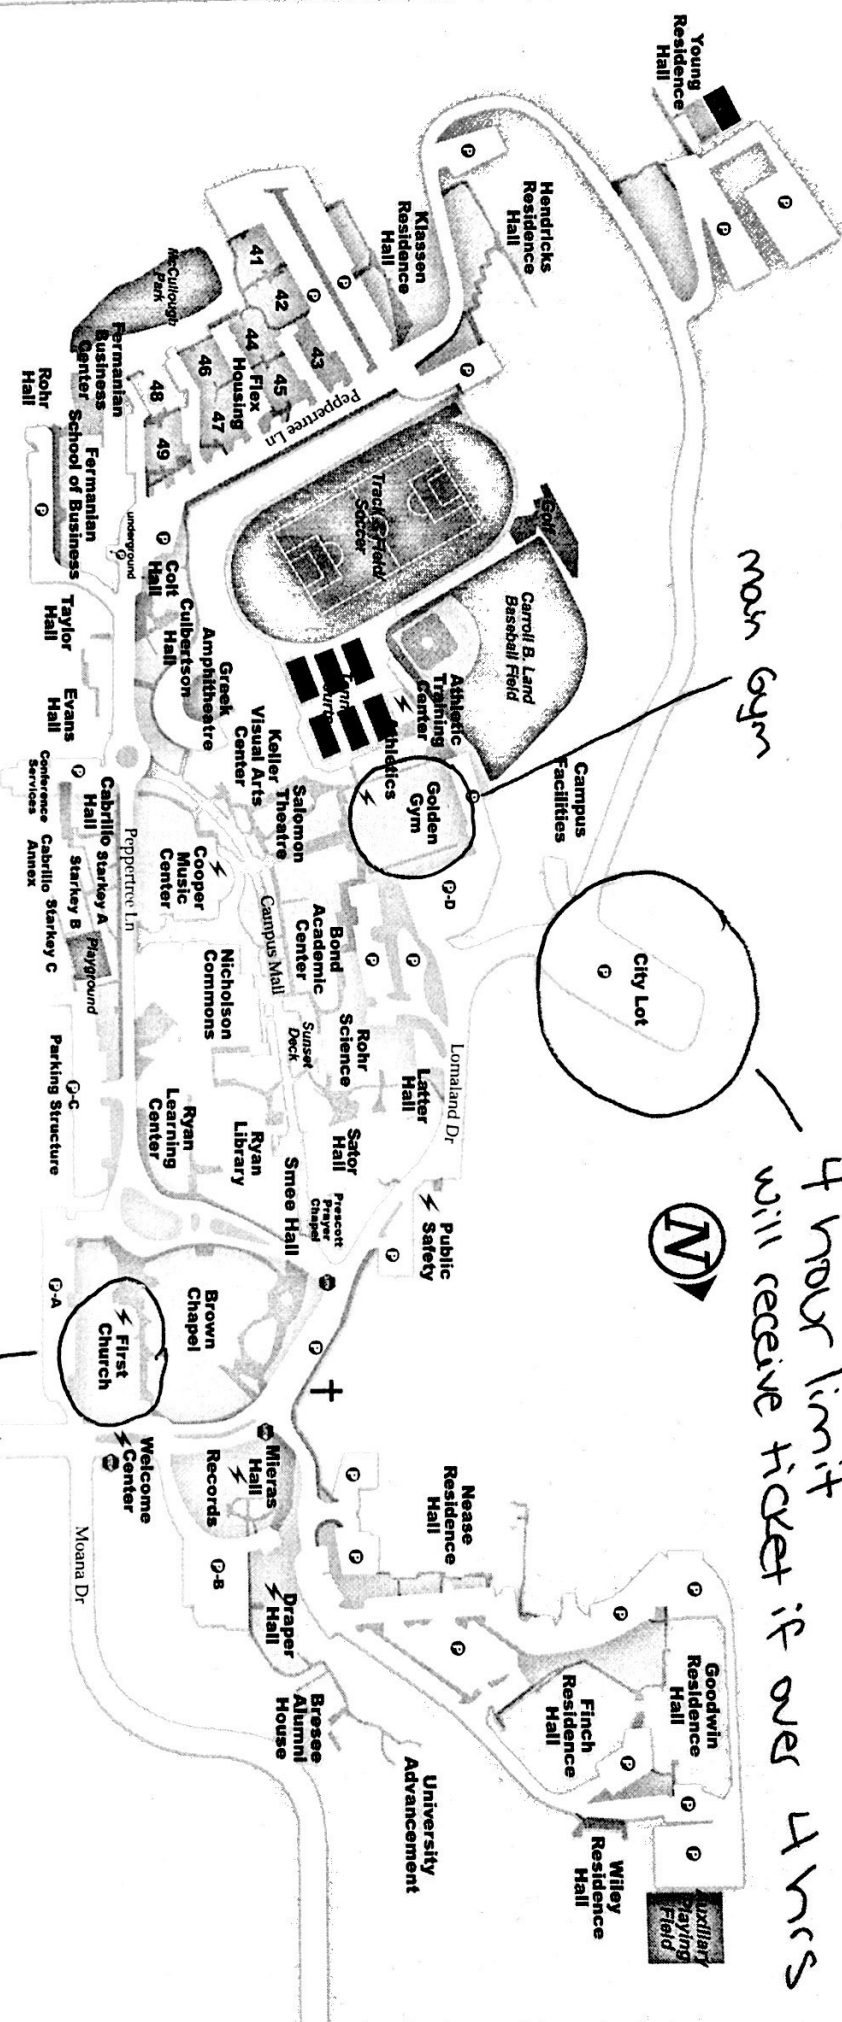 4 hour limit
will receive ticket if over 4 hrs
main Gym
Young
Residence
Hall
P
P
Hendricks
Residence
Hall
P
Klassen
Residence
Hall
P
P
P
41
42
43
44
45
46
47
48
49
Flex
Housing
McCullough
Park
Peppertree Ln
Fermanian
Business
Center
Fermanian
School of Business
Rohr
Hall
P
underground
P
P
Colt
Hall
Culbertson
Hall
Greek
Amphitheatre
Taylor
Hall
Evans
Hall
Track & Field/
Soccer
Golf
Carroll B. Land
Baseball Field
Athletic
Training
Center
Tennis
Courts
Athletics
Golden
Gym
P
P-D
Campus
Facilities
City Lot
P
N
Keller
Visual Arts
Center
Salomon
Theatre
Cooper
Music
Center
Campus Mall
Bond
Academic
Center
P
P
Nicholson
Commons
Sunset
Deck
Rohr
Science
Latter
Hall
Lomaland Dr
P
Conference
Services
Cabrillo
Hall
Cabrillo
Annex
Starkey A
Starkey B
Starkey C
Playground
Peppertree Ln
P-C
Parking Structure
Ryan
Learning
Center
Ryan
Library
Smee Hall
Sator
Hall
Prescott
Prayer
Chapel
Public
Safety
P
P
P-A
Brown
Chapel
First
Church
Welcome
Center
Mieras
Hall
Records
P-B
Draper
Hall
Moana Dr
Bresee
Alumni
House
University
Advancement
Nease
Residence
Hall
P
P
P
P
P
Goodwin
Residence
Hall
Finch
Residence
Hall
P
P
P
Wiley
Residence
Hall
Auxiliary
Playing
Field